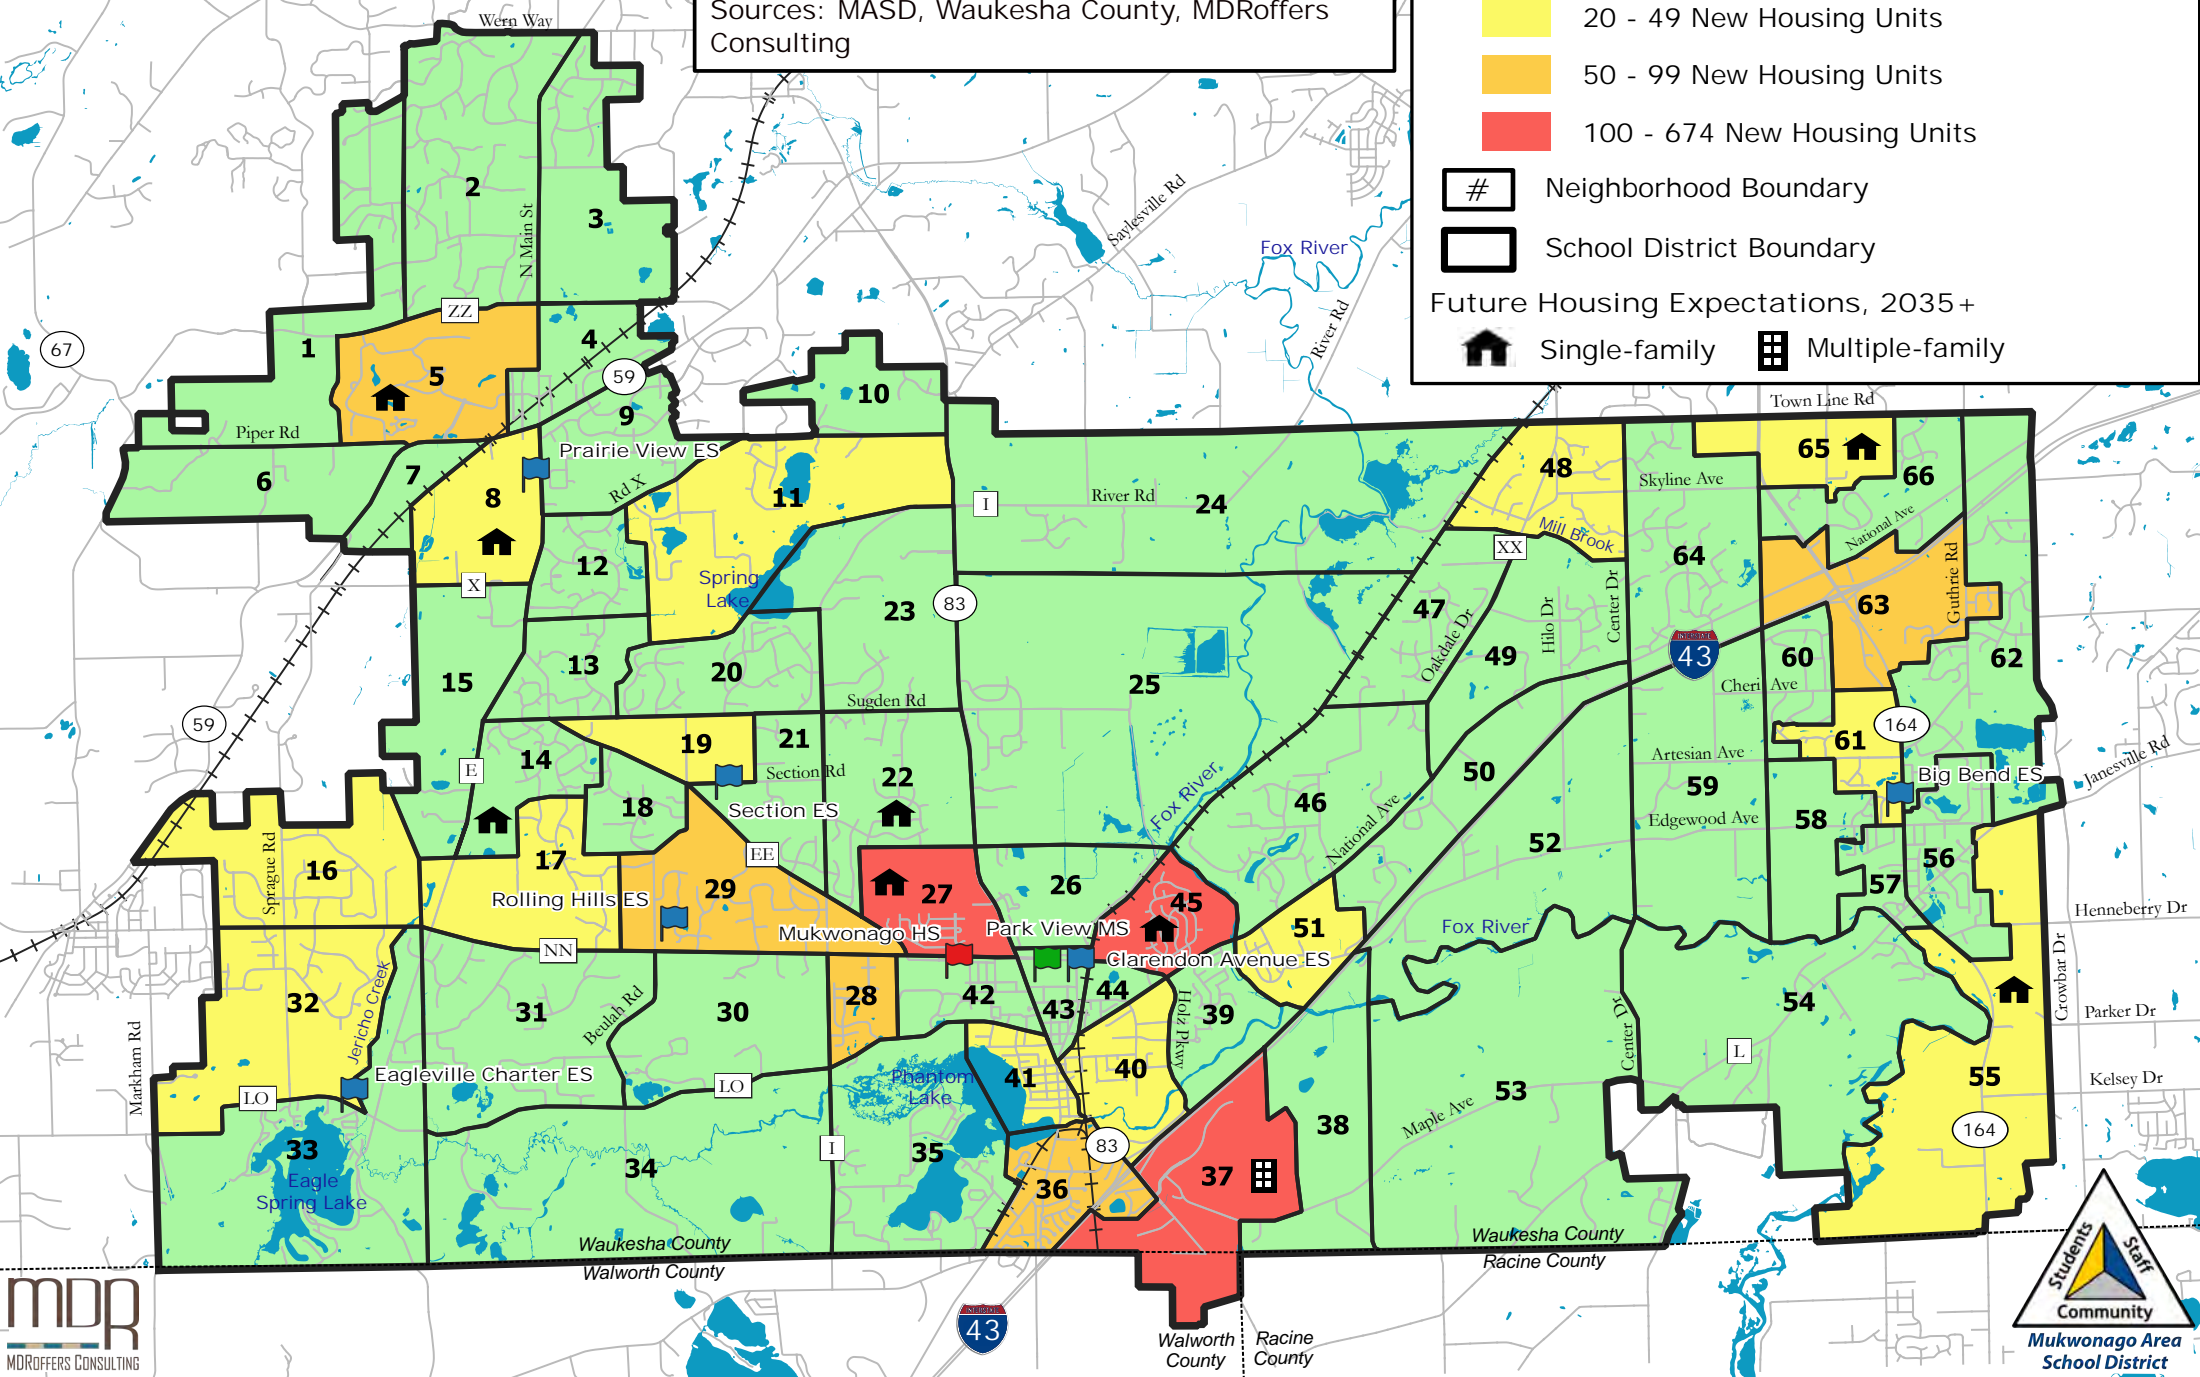 Sources: MASD, Waukesha County, MDRoffers
Consulting
20 - 49 New Housing Units
50 - 99 New Housing Units
100 - 674 New Housing Units
# Neighborhood Boundary
School District Boundary
Future Housing Expectations, 2035+
Single-family
Multiple-family
Wern Way
2
3
N Main St
Saylesville Rd
Fox River
River Rd
ZZ
67
1
4
5
59
9
10
Town Line Rd
Piper Rd
Prairie View ES
6
7
8
Rd X
11
I
River Rd
24
48
Mill Brook
Skyline Ave
65
66
National Ave
XX
64
12
X
Spring
Lake
23
83
47
Oakdale Dr
49
Hilo Dr
Center Dr
INTERSTATE
43
63
Guthrie Rd
60
62
Cheri Ave
13
20
15
25
Sugden Rd
59
19
21
14
E
Section Rd
22
18
Section ES
Fox River
46
National Ave
50
Artesian Ave
59
Edgewood Ave
61
164
Big Bend ES
Janesville Rd
58
56
57
52
Sprague Rd
16
17
EE
29
Rolling Hills ES
27
26
45
Mukwonago HS
Park View MS
Clarendon Avenue ES
51
Fox River
Henneberry Dr
NN
32
Jericho Creek
31
Beulah Rd
30
28
42
43
44
Holz Pkwy
39
54
Center Dr
L
Crowbar Dr
Parker Dr
Markham Rd
Eagleville Charter ES
LO
LO
Phantom
Lake
41
40
53
Maple Ave
55
Kelsey Dr
164
33
Eagle
Spring Lake
34
I
35
36
83
37
38
Waukesha County
Walworth County
Waukesha County
Racine County
Walworth
County
Racine
County
INTERSTATE
43
MDR
MDROFFERS CONSULTING
Students
Staff
Community
Mukwonago Area
School District